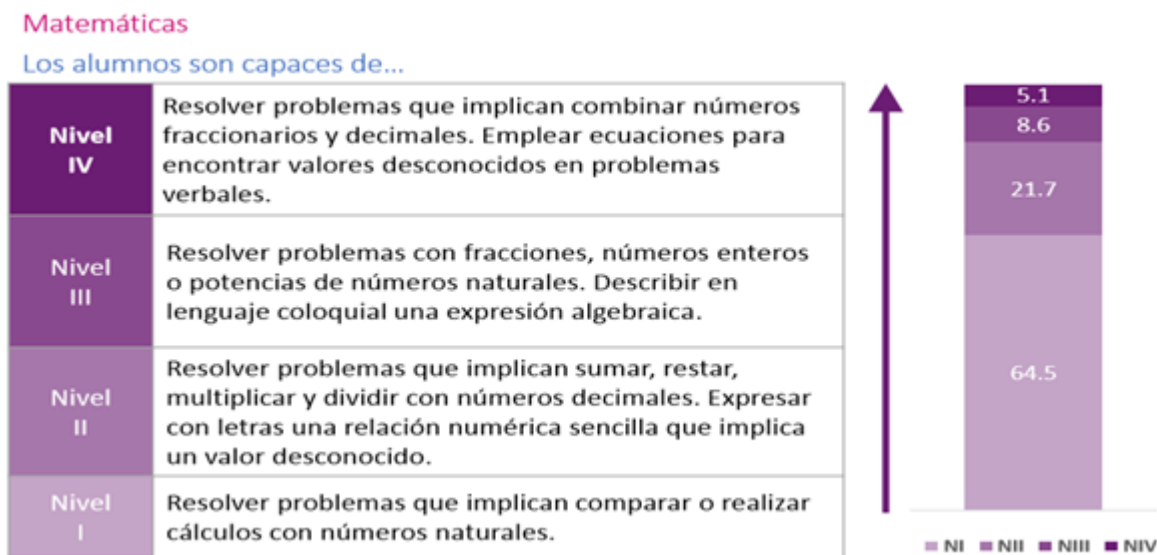 Matemáticas
Los alumnos son capaces de...
Nivel
IV
Resolver problemas que implican combinar números
fraccionarios y decimales. Emplear ecuaciones para
encontrar valores desconocidos en problemas
verbales.
Nivel
III
Resolver problemas con fracciones, números enteros
o potencias de números naturales. Describir en
lenguaje coloquial una expresión algebraica.
Nivel
II
Resolver problemas que implican sumar, restar,
multiplicar y dividir con números decimales. Expresar
con letras una relación numérica sencilla que implica
un valor desconocido.
Nivel
I
Resolver problemas que implican comparar o realizar
cálculos con números naturales.
5.1
8.6
21.7
64.5
NI NII NIII NIV